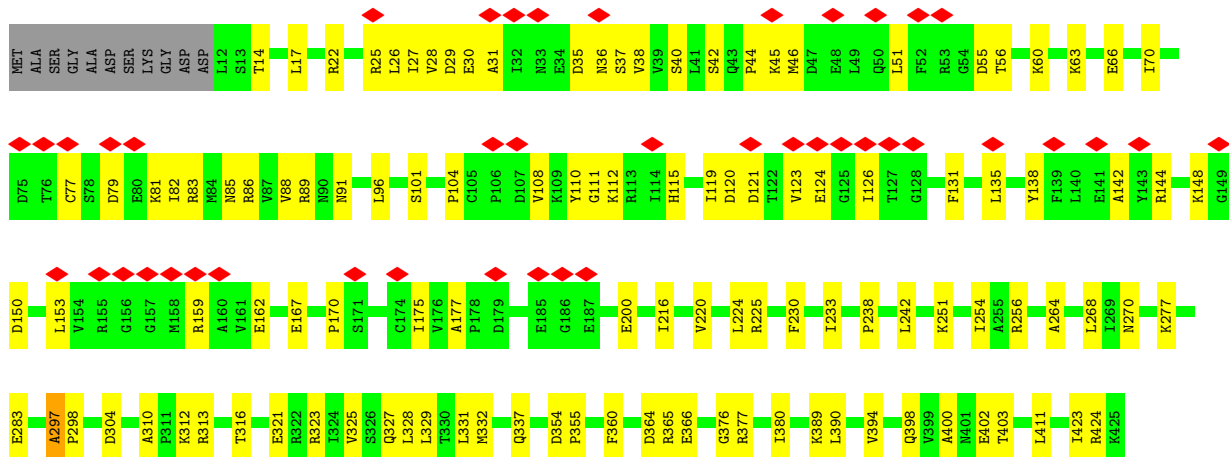 MET ALA SER GLY ALA ASP SER LYS GLY ASP ASP L12 S13 T14 L17 R22 R25 L26 I27 V28 D29 E30 A31 I32 N33 E34 D35 N36 S37 V38 V39 S40 L41 S42 Q43 P44 K45 M46 D47 E48 L49 Q50 L51 F52 R53 G54 D55 T56 K60 K63 E66 I70
D75 T76 C77 S78 D79 E80 K81 I82 R83 M84 N85 R86 V87 V88 R89 N90 N91 L96 S101 P104 C105 P106 D107 V108 K109 Y110 G111 K112 R113 I114 H115 I119 D120 D121 T122 V123 E124 G125 I126 T127 G128 F131 L135 Y138 F139 L140 E141 A142 Y143 R144 K148 G149
D150 L153 V154 R155 G156 G157 M158 R159 A160 V161 E162 E167 P170 S171 C174 I175 V176 A177 P178 D179 E185 G186 E187 E200 I216 V220 L224 R225 F230 I233 P238 L242 K251 I254 A255 R256 A264 L268 I269 N270 K277
E283 A297 P298 D304 A310 P311 K312 R313 T316 E321 R322 R323 I324 V325 S326 Q327 L328 L329 T330 L331 M332 Q337 D354 P355 F360 D364 R365 E366 G376 R377 I380 K389 L390 V394 Q398 V399 A400 N401 E402 T403 L411 I423 R424 K425